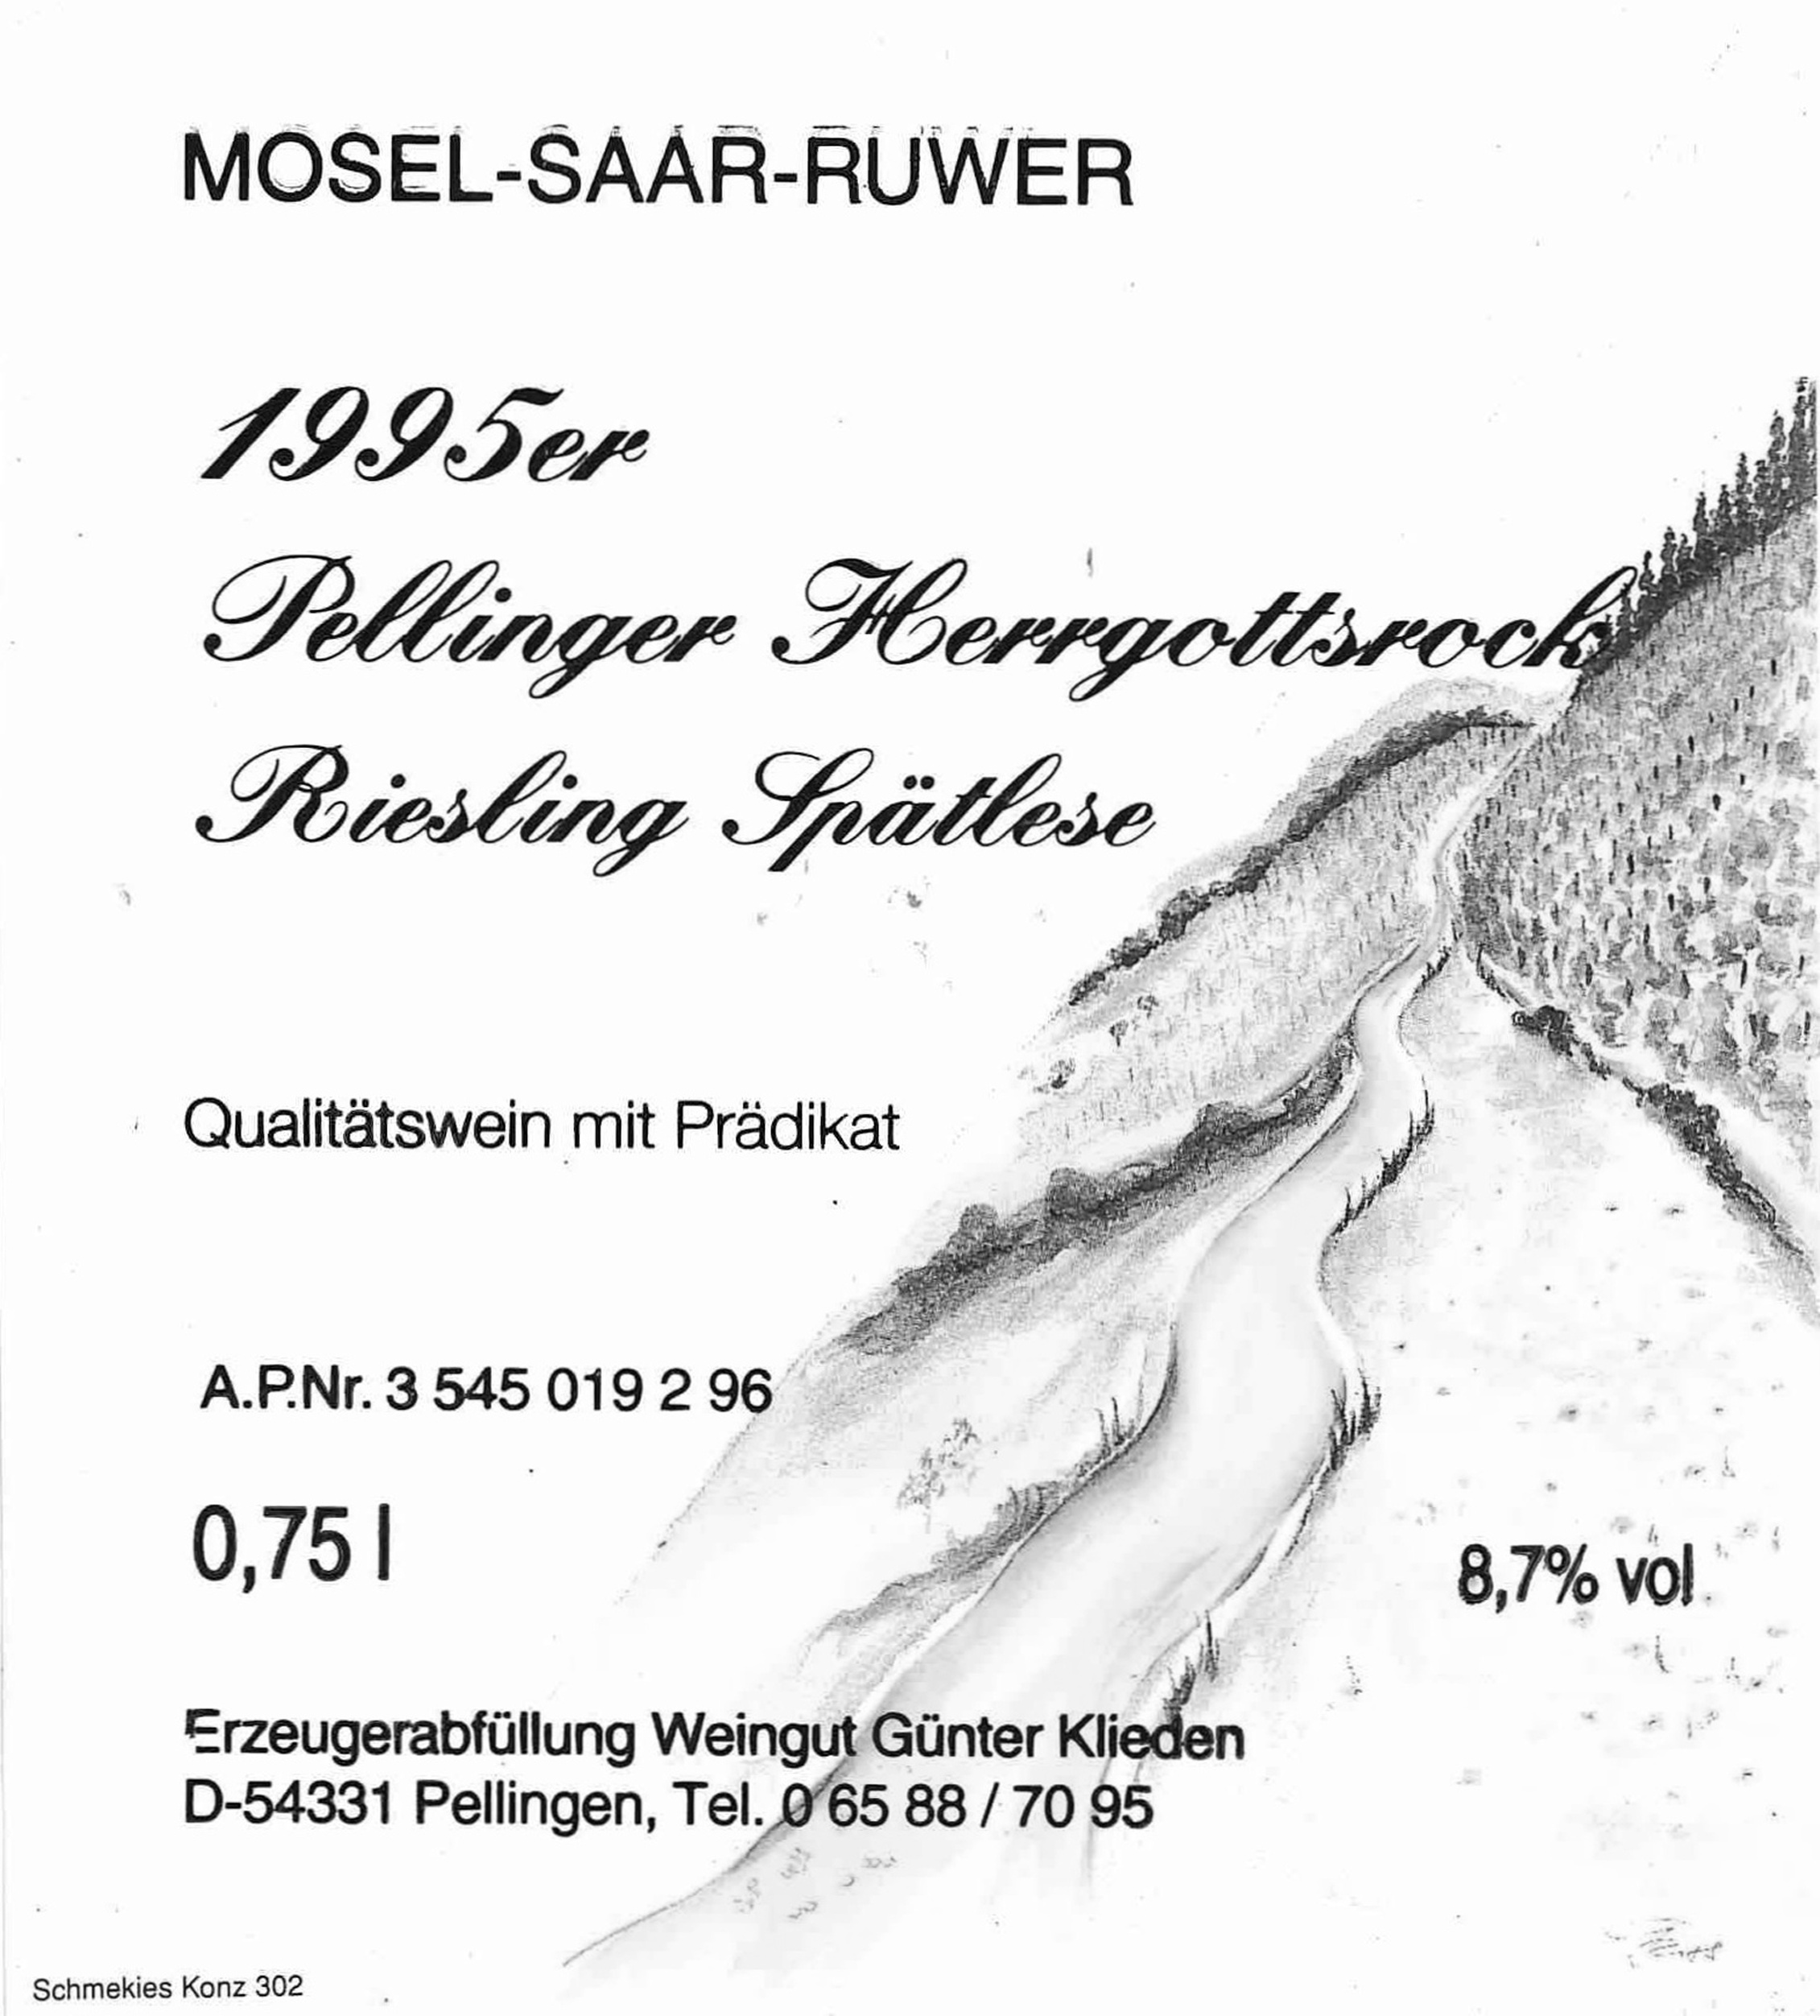 MOSEL-SAAR-RUWER
1995er
Pellinger Herrgottsrock
Riesling Spätlese
Qualitätswein mit Prädikat
A.P.Nr. 3 545 019 2 96
0,75 l
8,7% vol
Erzeugerabfüllung Weingut Günter Klieden
D-54331 Pellingen, Tel. 0 65 88 / 70 95
Schmekies Konz 302